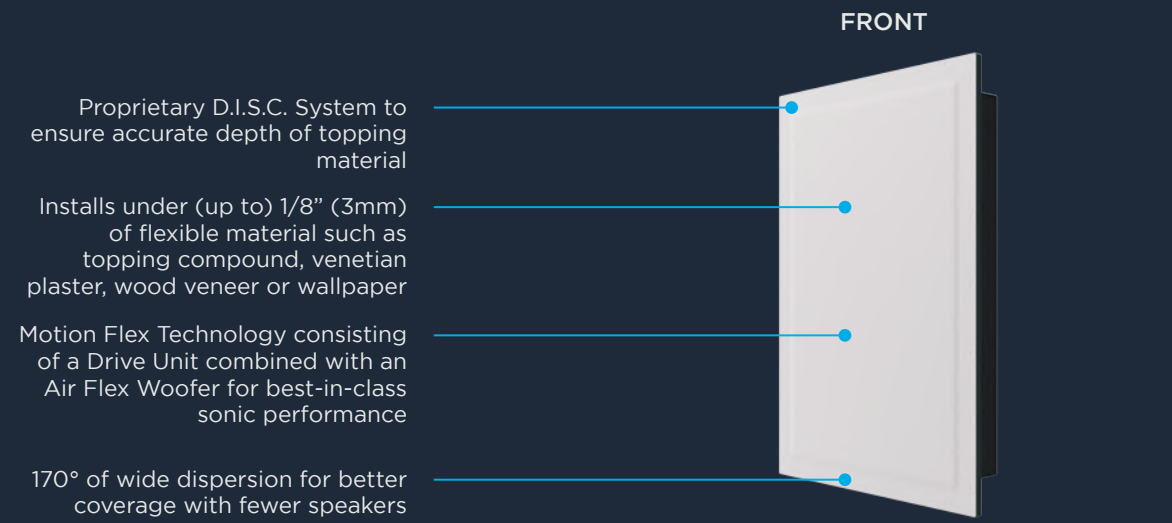 FRONT
Proprietary D.I.S.C. System to
ensure accurate depth of topping
material
Installs under (up to) 1/8” (3mm)
of flexible material such as
topping compound, venetian
plaster, wood veneer or wallpaper
Motion Flex Technology consisting
of a Drive Unit combined with an
Air Flex Woofer for best-in-class
sonic performance
170° of wide dispersion for better
coverage with fewer speakers